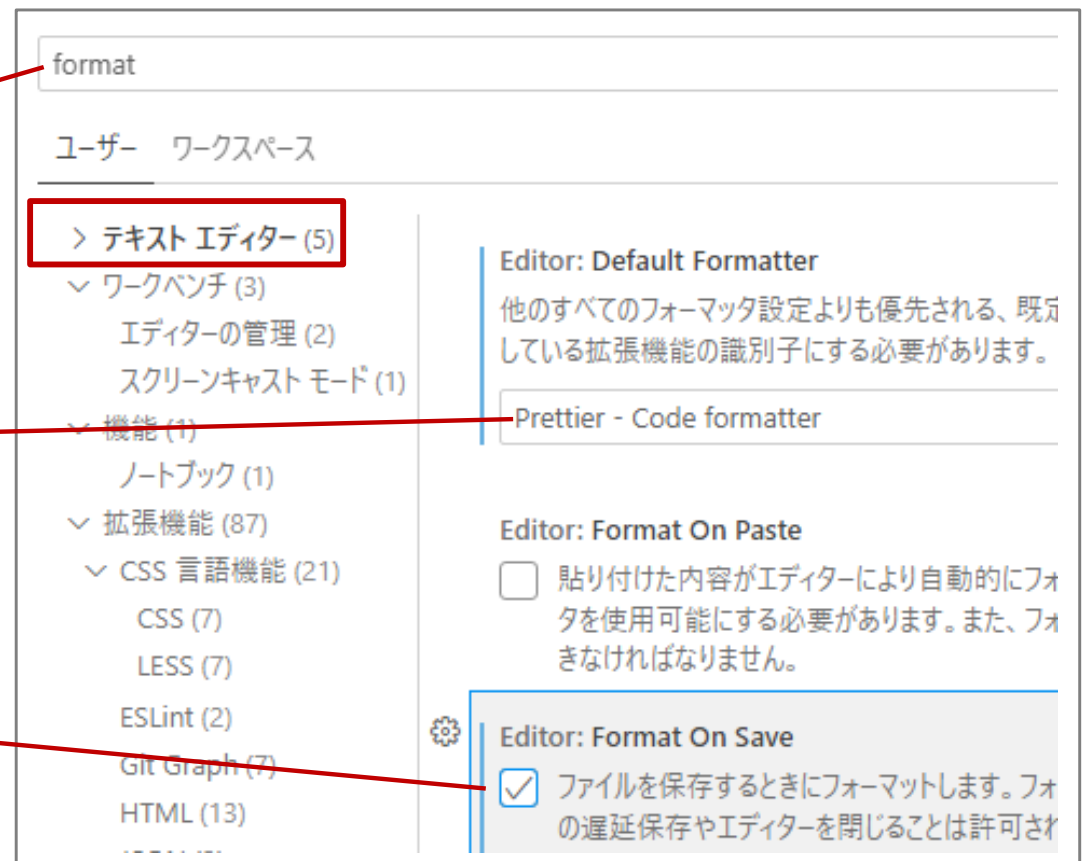 format
ユーザー ワークスペース
テキスト エディター (5)
ワークベンチ (3)
エディターの管理 (2)
スクリーンキャスト モード (1)
機能 (1)
ノートブック (1)
拡張機能 (87)
CSS 言語機能 (21)
CSS (7)
LESS (7)
ESLint (2)
Git Graph (7)
HTML (13)
Editor: Default Formatter
他のすべてのフォーマッタ設定よりも優先される、既定
している拡張機能の識別子にする必要があります。
Prettier - Code formatter
Editor: Format On Paste
貼り付けた内容がエディターにより自動的にフォ
タを使用可能にする必要があります。また、フォ
きなければなりません。
Editor: Format On Save
ファイルを保存するときにフォーマットします。フォ
の遅延保存やエディターを閉じることは許可され